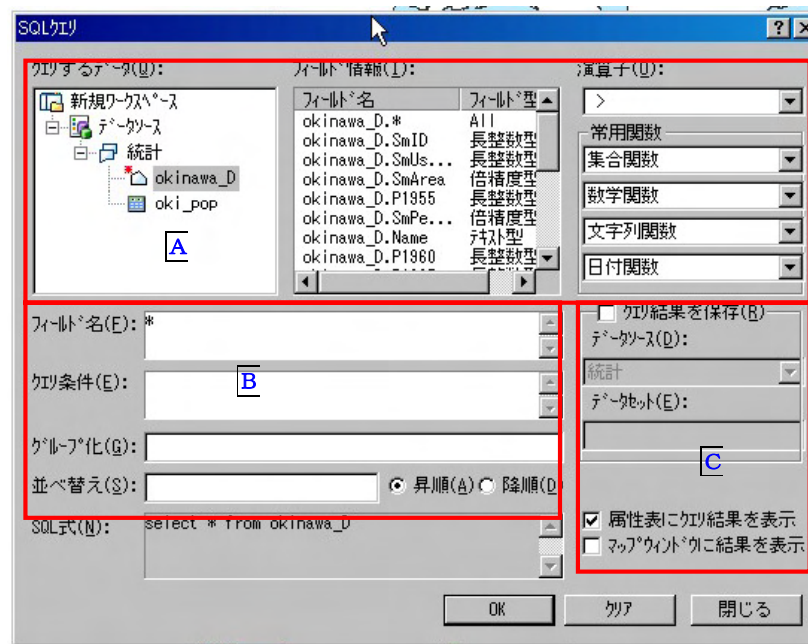 SQLｸｴﾘ
ｸｴﾘするﾃﾞｰﾀ(Q):
新規ﾜｰｸｽﾍﾟｰｽ
ﾃﾞｰﾀｿｰｽ
統計
okinawa_D
oki_pop
A
ﾌｨｰﾙﾄﾞ情報(I):
ﾌｨｰﾙﾄﾞ名 ﾌｨｰﾙﾄﾞ型
okinawa_D.* All
okinawa_D.SmID 長整数型
okinawa_D.SmUs... 長整数型
okinawa_D.SmArea 倍精度型
okinawa_D.P1955 長整数型
okinawa_D.SmPe... 倍精度型
okinawa_D.Name ﾃｷｽﾄ型
okinawa_D.P1960 長整数型
演算子(U):
>
常用関数
集合関数
数学関数
文字列関数
日付関数
ﾌｨｰﾙﾄﾞ名(F): *
ｸｴﾘ条件(E):
B
ｸﾞﾙｰﾌﾟ化(G):
並べ替え(S): 昇順(A) 降順(D
SQL式(N): select * from okinawa_D
ｸｴﾘ結果を保存(R)
ﾃﾞｰﾀｿｰｽ(D):
統計
ﾃﾞｰﾀｾｯﾄ(E):
C
属性表にｸｴﾘ結果を表示
ﾏｯﾌﾟｳｨﾝﾄﾞｳに結果を表示
OK ｸﾘｱ 閉じる